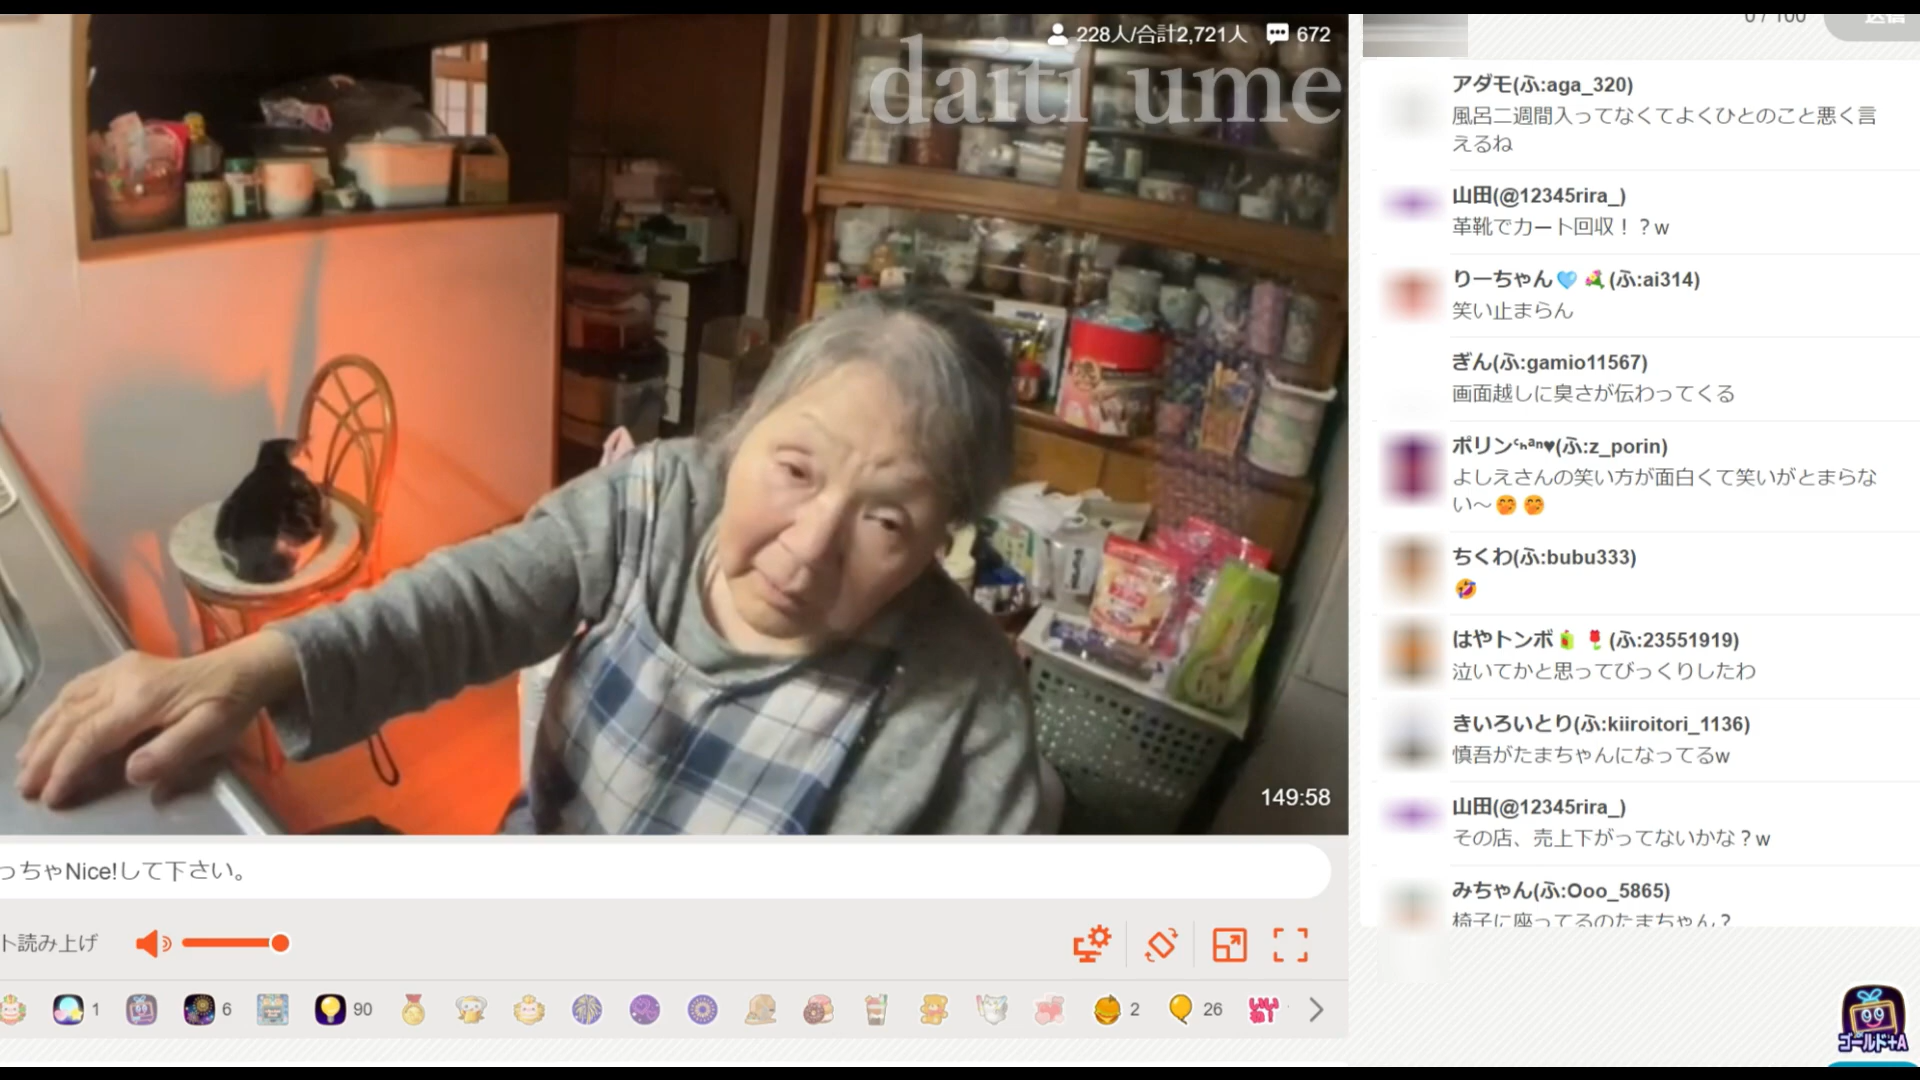 228人/合計2,721人 672
daiti ume
149:58
っちゃNice!して下さい。
ト読み上げ
1
6
90
2
26
0 / 100
送信
アダモ(ふ:aga_320)
風呂二週間入ってなくてよくひとのこと悪く言
えるね
山田(@12345rira_)
革靴でカート回収！？w
りーちゃん🩵💐(ふ:ai314)
笑い止まらん
ぎん(ふ:gamio11567)
画面越しに臭さが伝わってくる
ポリンᶜʰᵃⁿ♥(ふ:z_porin)
よしえさんの笑い方が面白くて笑いがとまらな
い〜🤭🤭
ちくわ(ふ:bubu333)
🤣
はやトンボ🧃🌹(ふ:23551919)
泣いてかと思ってびっくりしたわ
きいろいとり(ふ:kiiroitori_1136)
慎吾がたまちゃんになってるw
山田(@12345rira_)
その店、売上下がってないかな？w
みちゃん(ふ:Ooo_5865)
椅子に座ってるのたまちゃん？
ゴールド+A